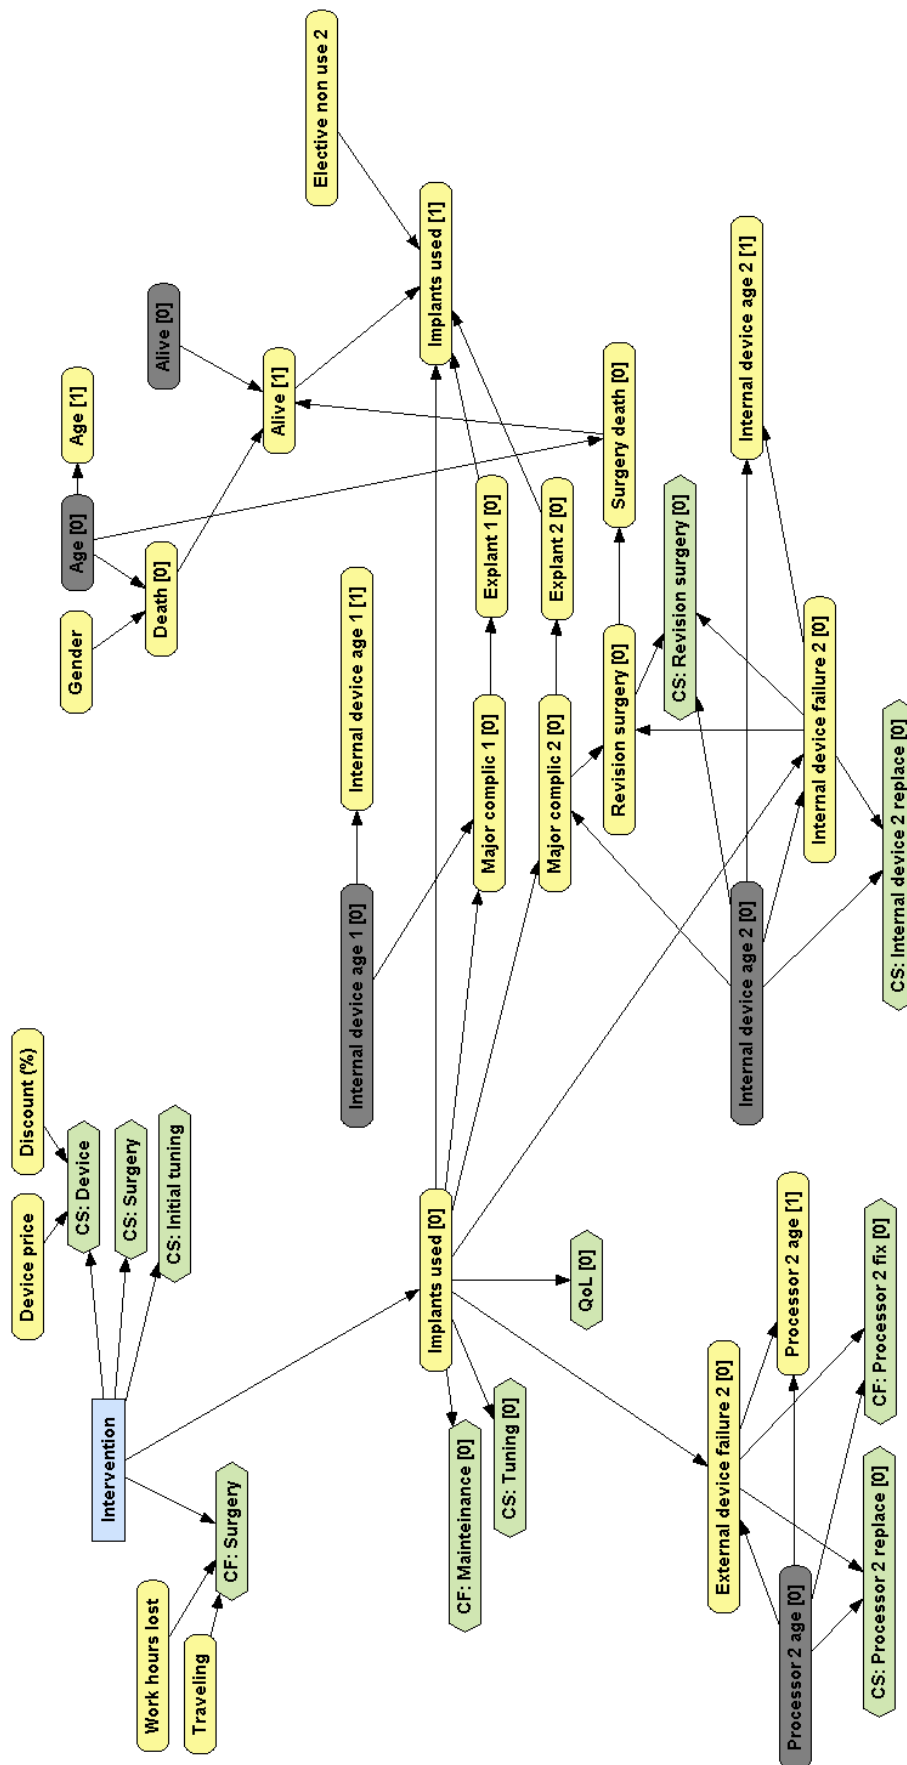 Work hours lost
Traveling
CF: Surgery
Intervention
Device price
Discount (%)
CS: Device
CS: Surgery
CS: Initial tuning
Gender
Age [0]
Age [1]
Death [0]
Alive [0]
Alive [1]
Elective non use 2
Internal device age 1 [0]
Internal device age 1 [1]
CF: Mainteinance [0]
Implants used [0]
Implants used [1]
CS: Tuning [0]
Major complic 1 [0]
Explant 1 [0]
QoL [0]
Major complic 2 [0]
Explant 2 [0]
Revision surgery [0]
Surgery death [0]
CS: Revision surgery [0]
External device failure 2 [0]
Internal device age 2 [0]
Internal device age 2 [1]
Processor 2 age [0]
Processor 2 age [1]
Internal device failure 2 [0]
CS: Processor 2 replace [0]
CF: Processor 2 fix [0]
CS: Internal device 2 replace [0]